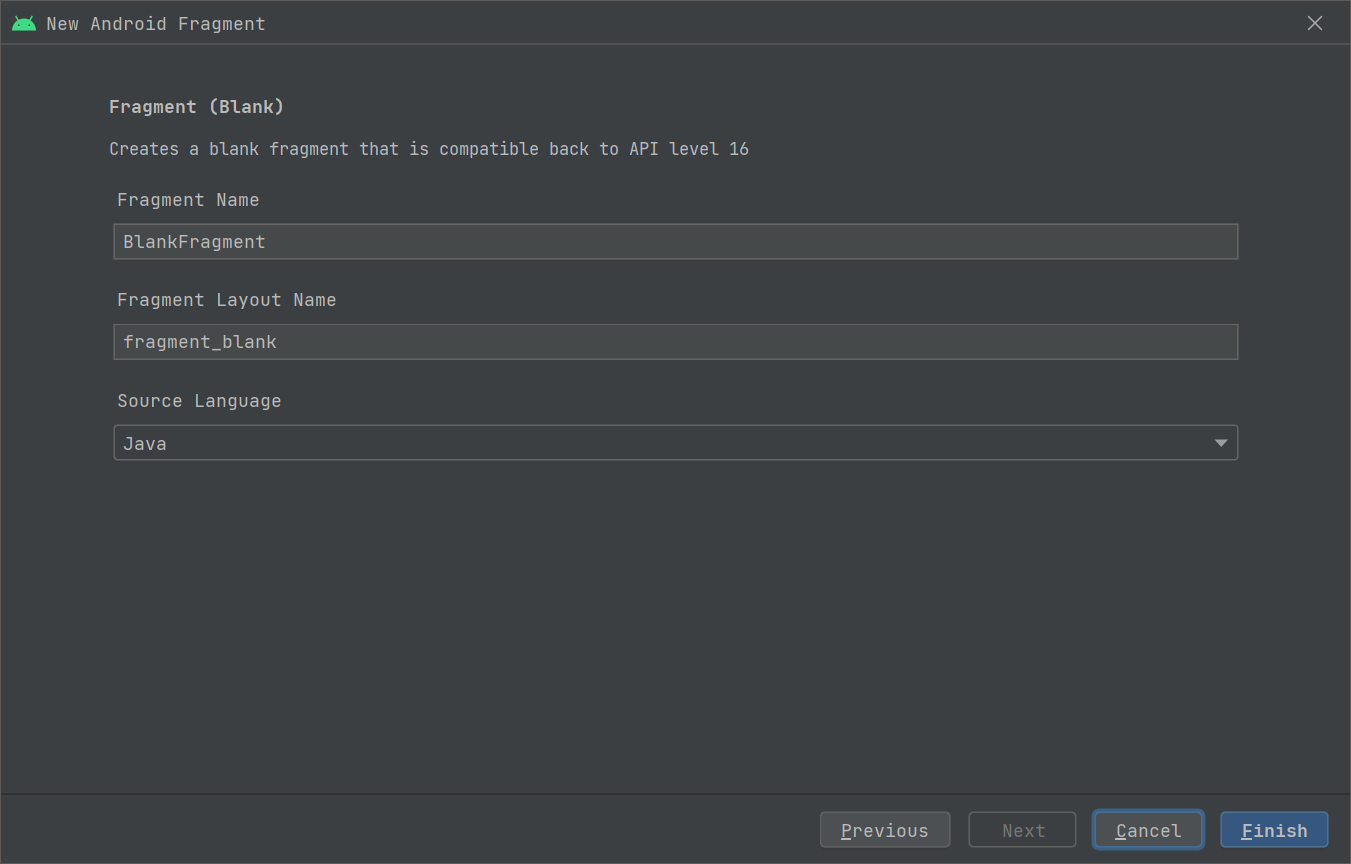 New Android Fragment
Fragment (Blank)
Creates a blank fragment that is compatible back to API level 16
Fragment Name
BlankFragment
Fragment Layout Name
fragment_blank
Source Language
Java
Previous Next Cancel Finish